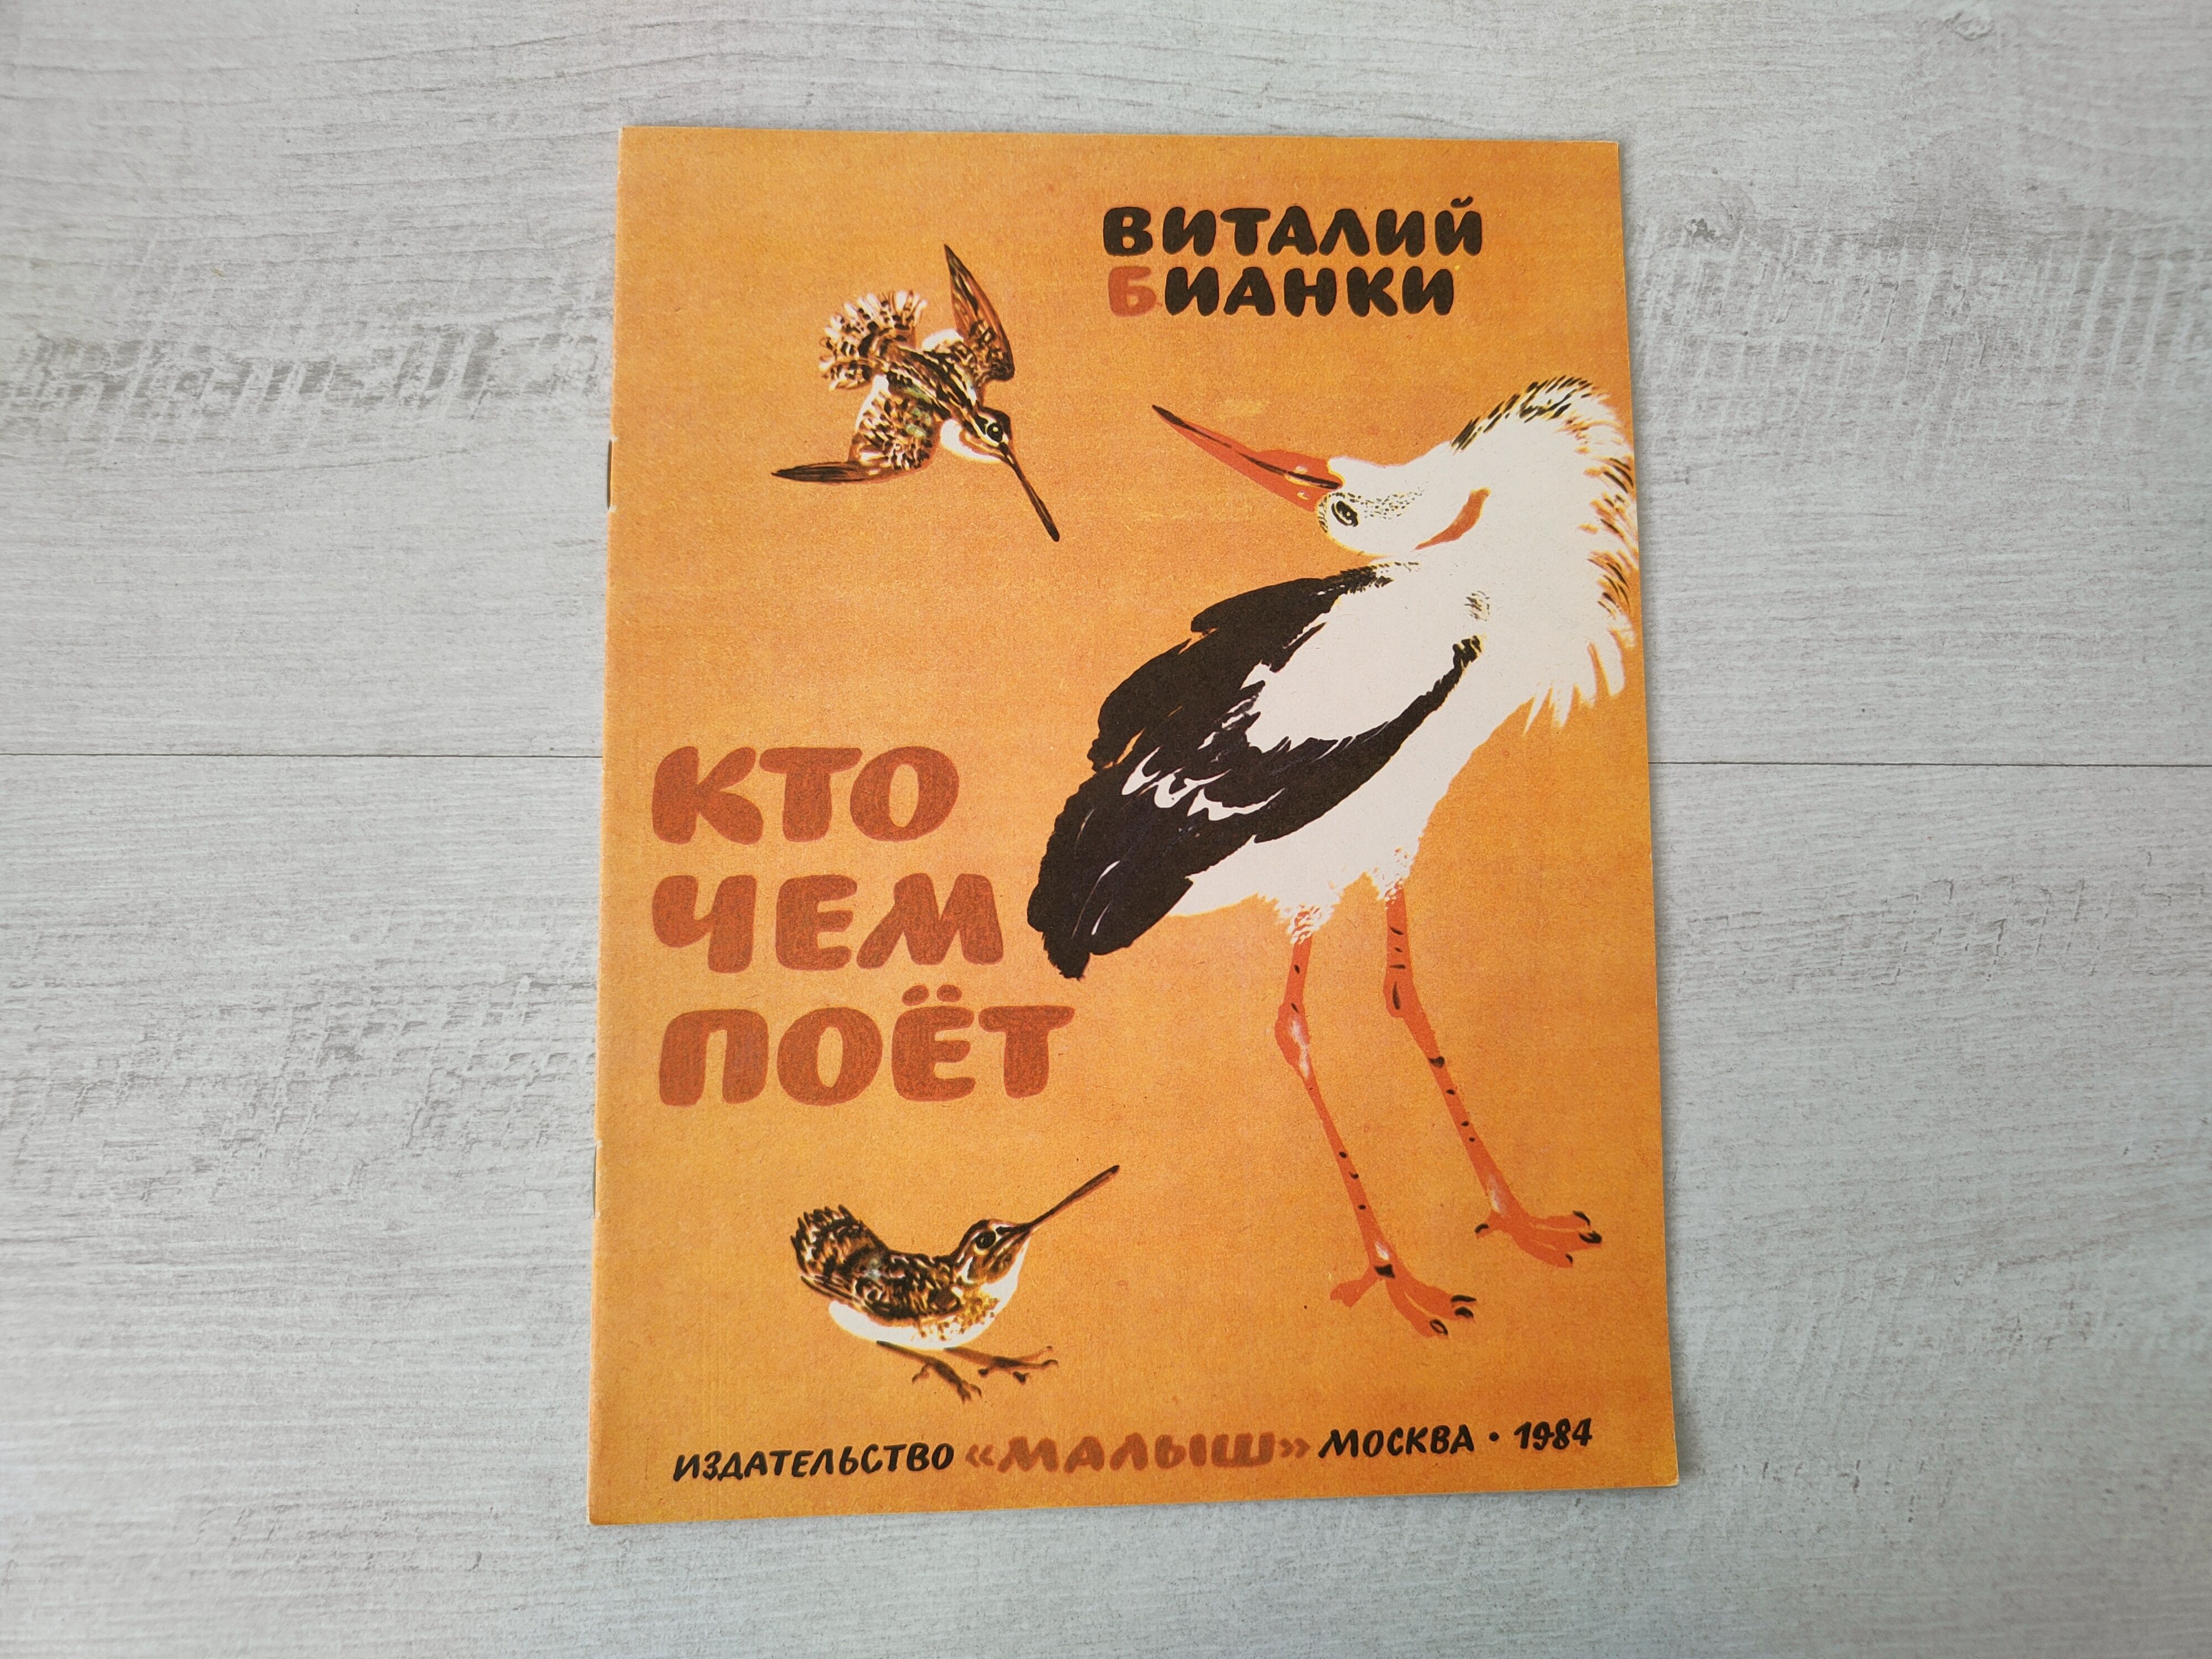 ВИТАЛИЙ
БИАНКИ
КТО
ЧЕМ
ПОЁТ
ИЗДАТЕЛЬСТВО «МАЛЫШ» МОСКВА • 1984